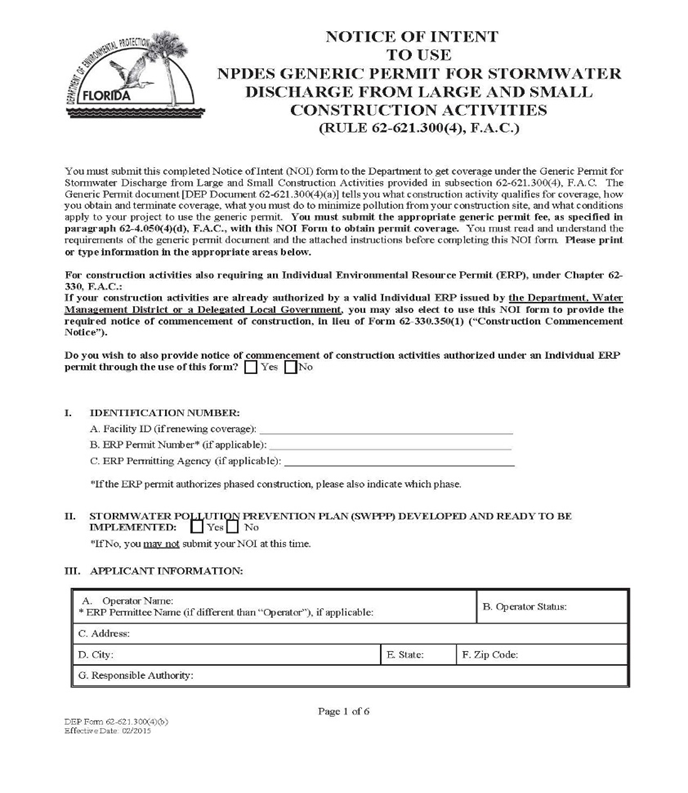 NOTICE OF INTENT
TO USE
NPDES GENERIC PERMIT FOR STORMWATER
DISCHARGE FROM LARGE AND SMALL
CONSTRUCTION ACTIVITIES
(RULE 62-621.300(4), F.A.C.)
DEPARTMENT OF ENVIRONMENTAL PROTECTION
FLORIDA
You must submit this completed Notice of Intent (NOI) form to the Department to get coverage under the Generic Permit for
Stormwater Discharge from Large and Small Construction Activities provided in subsection 62-621.300(4), F.A.C. The
Generic Permit document [DEP Document 62-621.300(4)(a)] tells you what construction activity qualifies for coverage, how
you obtain and terminate coverage, what you must do to minimize pollution from your construction site, and what conditions
apply to your project to use the generic permit. You must submit the appropriate generic permit fee, as specified in
paragraph 62-4.050(4)(d), F.A.C., with this NOI Form to obtain permit coverage. You must read and understand the
requirements of the generic permit document and the attached instructions before completing this NOI form. Please print
or type information in the appropriate areas below.
For construction activities also requiring an Individual Environmental Resource Permit (ERP), under Chapter 62-
330, F.A.C.:
If your construction activities are already authorized by a valid Individual ERP issued by the Department, Water
Management District or a Delegated Local Government, you may also elect to use this NOI form to provide the
required notice of commencement of construction, in lieu of Form 62-330.350(1) ("Construction Commencement
Notice").
Do you wish to also provide notice of commencement of construction activities authorized under an Individual ERP
permit through the use of this form? Yes No
I. IDENTIFICATION NUMBER:
A. Facility ID (if renewing coverage):
B. ERP Permit Number* (if applicable):
C. ERP Permitting Agency (if applicable):
*If the ERP permit authorizes phased construction, please also indicate which phase.
II. STORMWATER POLLUTION PREVENTION PLAN (SWPPP) DEVELOPED AND READY TO BE
IMPLEMENTED: Yes No
*If No, you may not submit your NOI at this time.
III. APPLICANT INFORMATION:
A. Operator Name:
* ERP Permittee Name (if different than "Operator"), if applicable:
B. Operator Status:
C. Address:
D. City: E. State: F. Zip Code:
G. Responsible Authority:
Page 1 of 6
DEP Form 62-621.300(4)(b)
Effective Date: 02/2015